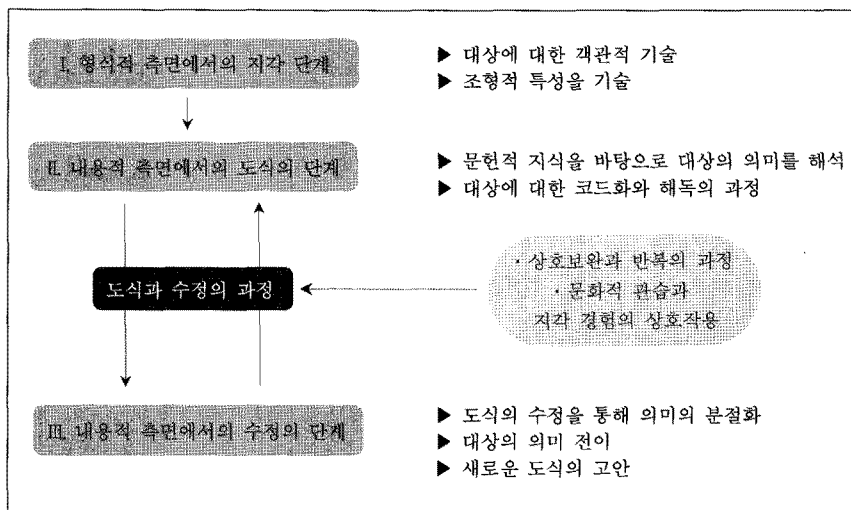 I. 형식적 측면에서의 지각 단계
▶ 대상에 대한 객관적 기술
▶ 조형적 특성을 기술
II. 내용적 측면에서의 도식의 단계
▶ 문헌적 지식을 바탕으로 대상의 의미를 해석
▶ 대상에 대한 코드화와 해독의 과정
도식과 수정의 과정
· 상호보완과 반복의 과정
· 문화적 관습과
지각 경험의 상호작용
III. 내용적 측면에서의 수정의 단계
▶ 도식의 수정을 통해 의미의 분절화
▶ 대상의 의미 전이
▶ 새로운 도식의 고안